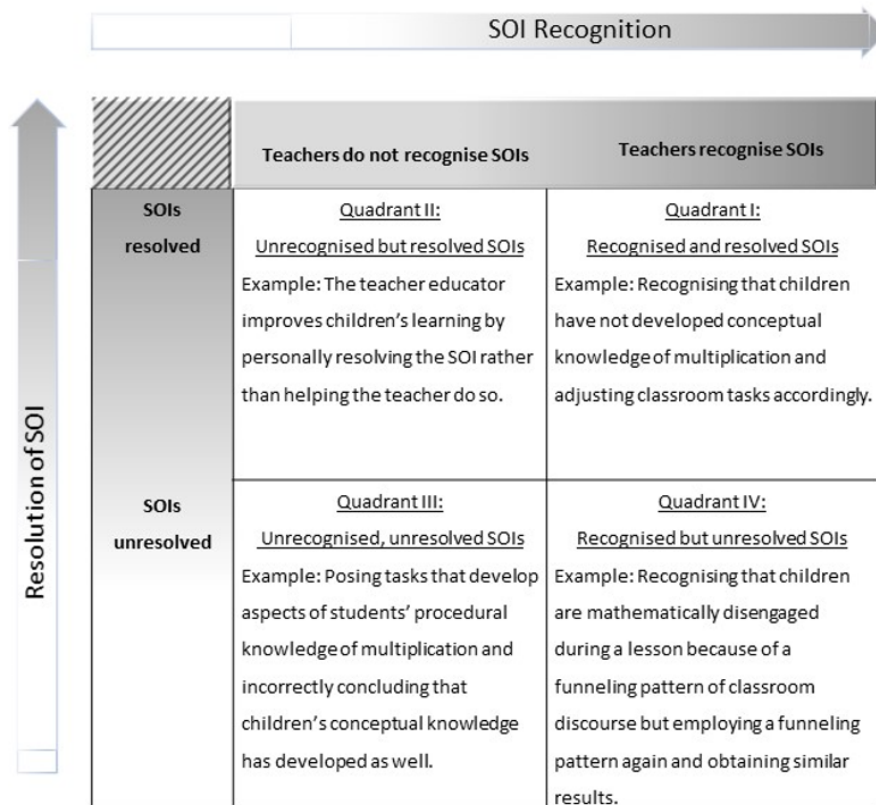 SOI Recognition
Resolution of SOI
Teachers do not recognise SOIs
Teachers recognise SOIs
SOIs
resolved
Quadrant II:
Unrecognised but resolved SOIs
Example: The teacher educator
improves children’s learning by
personally resolving the SOI rather
than helping the teacher do so.
Quadrant I:
Recognised and resolved SOIs
Example: Recognising that children
have not developed conceptual
knowledge of multiplication and
adjusting classroom tasks accordingly.
SOIs
unresolved
Quadrant III:
Unrecognised, unresolved SOIs
Example: Posing tasks that develop
aspects of students’ procedural
knowledge of multiplication and
incorrectly concluding that
children’s conceptual knowledge
has developed as well.
Quadrant IV:
Recognised but unresolved SOIs
Example: Recognising that children
are mathematically disengaged
during a lesson because of a
funneling pattern of classroom
discourse but employing a funneling
pattern again and obtaining similar
results.